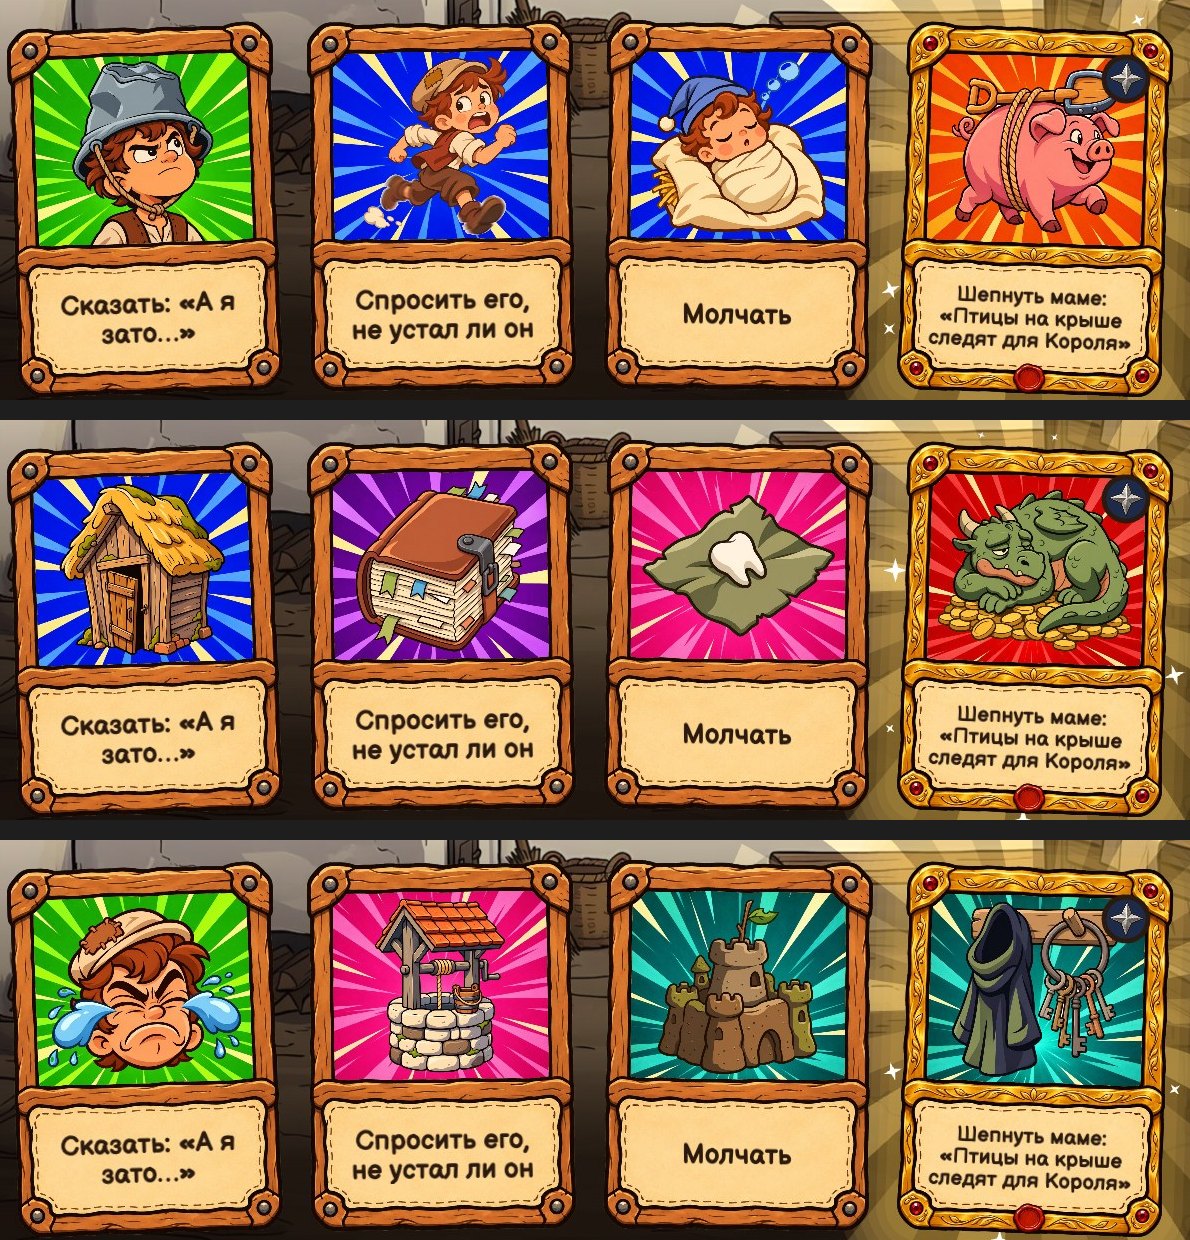 Сказать: «А я
зато...»
Спросить его,
не устал ли он
Молчать
Шепнуть маме:
«Птицы на крыше
следят для Короля»
Сказать: «А я
зато...»
Спросить его,
не устал ли он
Молчать
Шепнуть маме:
«Птицы на крыше
следят для Короля»
Сказать: «А я
зато...»
Спросить его,
не устал ли он
Молчать
Шепнуть маме:
«Птицы на крыше
следят для Короля»